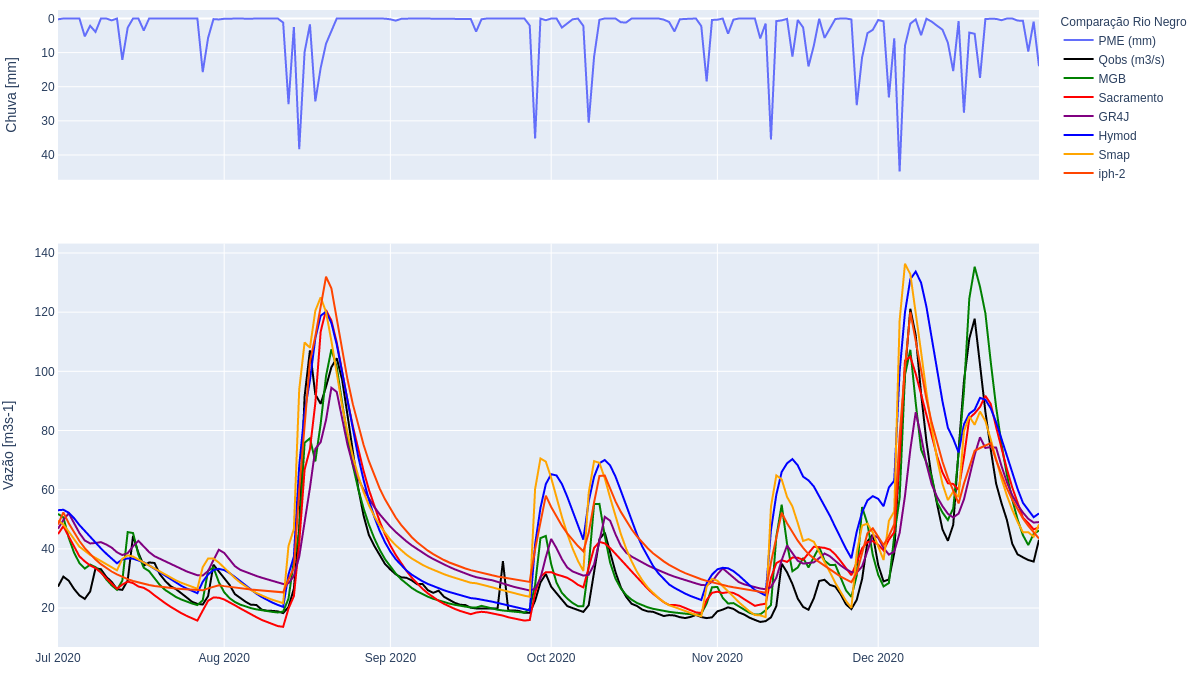 0
10
20
30
40
Chuva [mm]
Comparação Rio Negro
PME (mm)
Qobs (m3/s)
MGB
Sacramento
GR4J
Hymod
Smap
iph-2
140
120
100
80
60
40
20
Vazão [m3s-1]
Jul 2020
Aug 2020
Sep 2020
Oct 2020
Nov 2020
Dec 2020